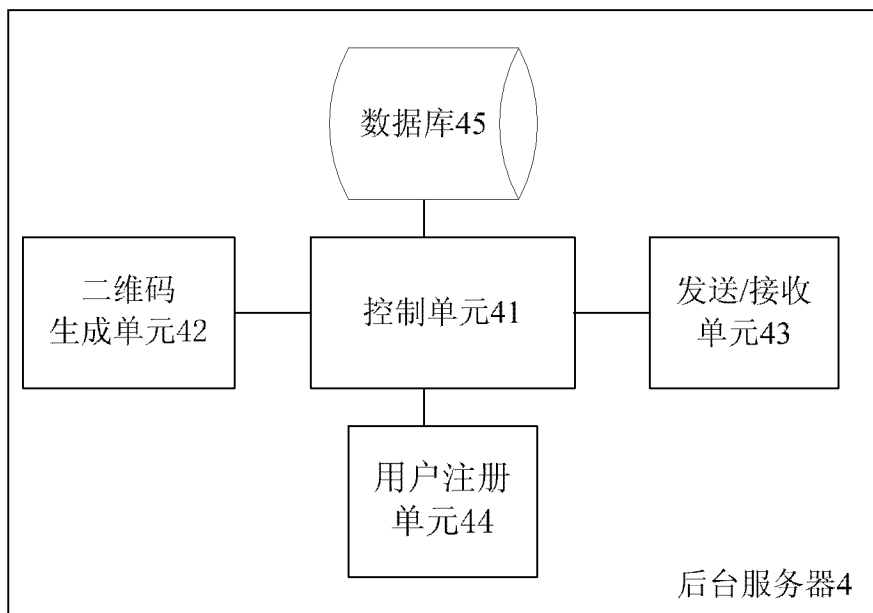 数据库45
二维码
生成单元42
控制单元41
发送/接收
单元43
用户注册
单元44
后台服务器4